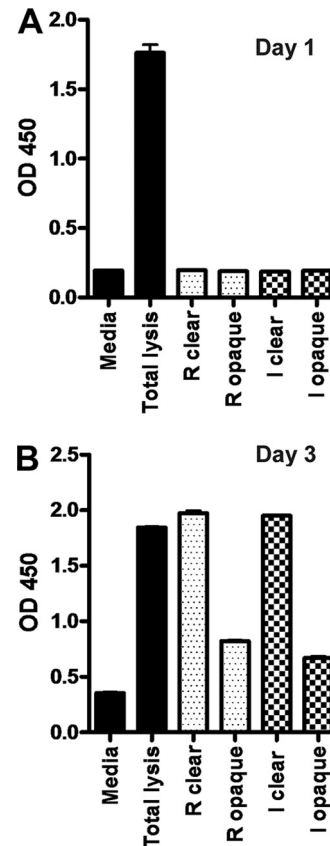 A
Day 1
OD 450
2.0
1.5
1.0
0.5
0.0
Media
Total lysis
R clear
R opaque
I clear
I opaque
B
Day 3
OD 450
2.5
2.0
1.5
1.0
0.5
0.0
Media
Total lysis
R clear
R opaque
I clear
I opaque